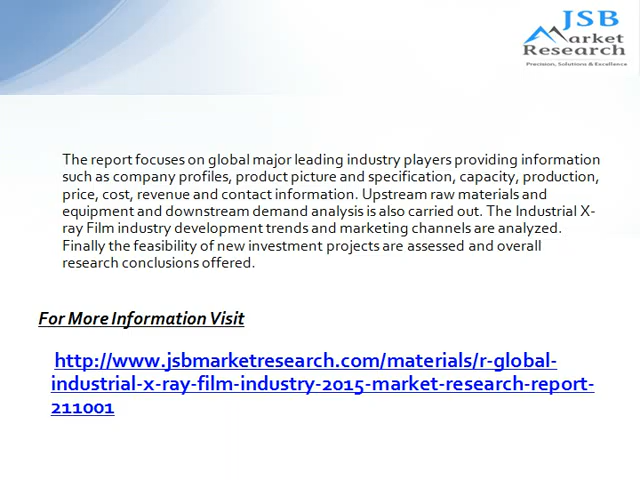 JSB
Market
Research
Precision, Solutions & Excellence
The report focuses on global major leading industry players providing information
such as company profiles, product picture and specification, capacity, production,
price, cost, revenue and contact information. Upstream raw materials and
equipment and downstream demand analysis is also carried out. The Industrial X-
ray Film industry development trends and marketing channels are analyzed.
Finally the feasibility of new investment projects are assessed and overall
research conclusions offered.
For More Information Visit
http://www.jsbmarketresearch.com/materials/r-global-
industrial-x-ray-film-industry-2015-market-research-report-
211001